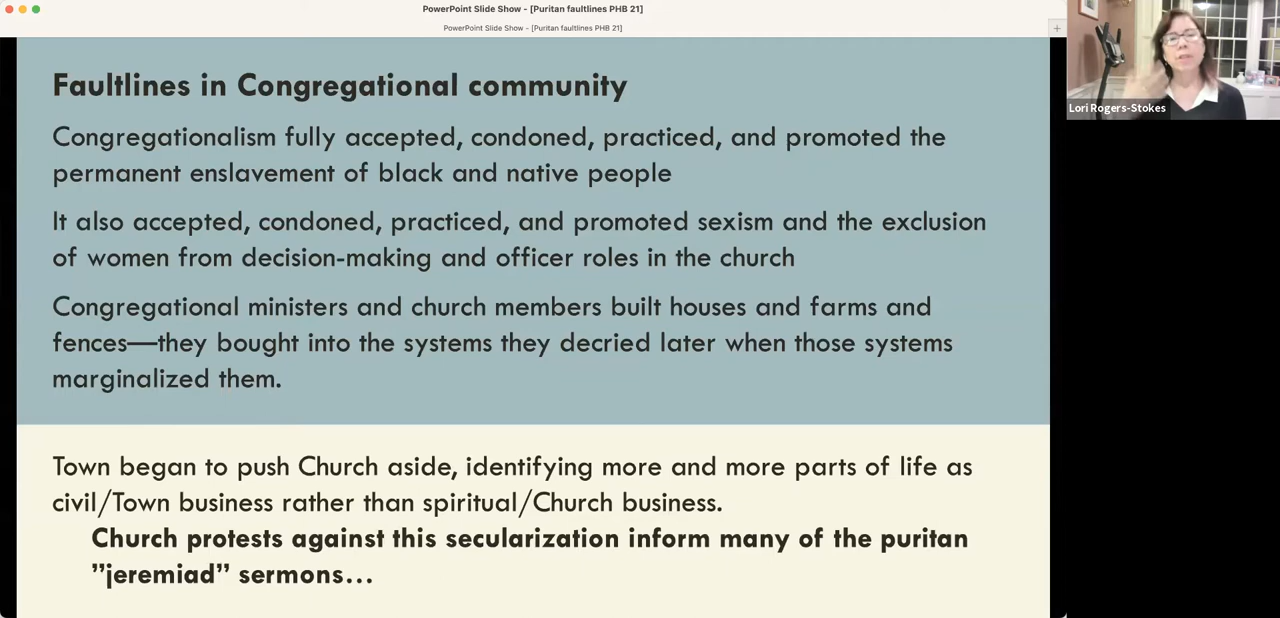 PowerPoint Slide Show - [Puritan faultlines PHB 21]
PowerPoint Slide Show - [Puritan faultlines PHB 21]
Faultlines in Congregational community
Congregationalism fully accepted, condoned, practiced, and promoted the
permanent enslavement of black and native people
It also accepted, condoned, practiced, and promoted sexism and the exclusion
of women from decision-making and officer roles in the church
Congregational ministers and church members built houses and farms and
fences—they bought into the systems they decried later when those systems
marginalized them.
Town began to push Church aside, identifying more and more parts of life as
civil/Town business rather than spiritual/Church business.
Church protests against this secularization inform many of the puritan
”jeremiad” sermons…
Lori Rogers-Stokes